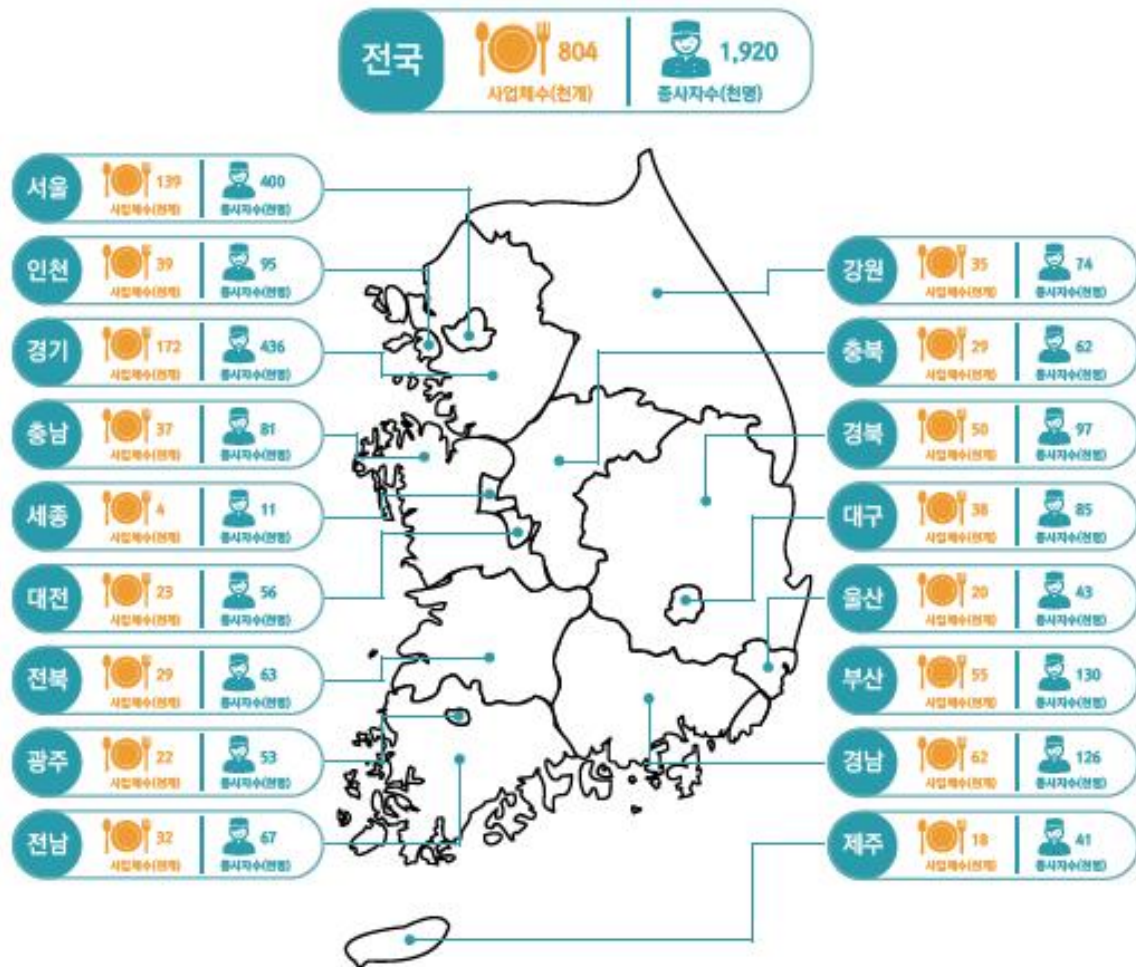 전국 804 1,920
사업체수(천개) 종사자수(천명)
서울 139 400
사업체수(천개) 종사자수(천명)
인천 39 95
사업체수(천개) 종사자수(천명)
경기 172 436
사업체수(천개) 종사자수(천명)
충남 37 81
사업체수(천개) 종사자수(천명)
세종 4 11
사업체수(천개) 종사자수(천명)
대전 23 56
사업체수(천개) 종사자수(천명)
전북 29 63
사업체수(천개) 종사자수(천명)
광주 22 53
사업체수(천개) 종사자수(천명)
전남 32 67
사업체수(천개) 종사자수(천명)
강원 35 74
사업체수(천개) 종사자수(천명)
충북 29 62
사업체수(천개) 종사자수(천명)
경북 50 97
사업체수(천개) 종사자수(천명)
대구 38 85
사업체수(천개) 종사자수(천명)
울산 20 43
사업체수(천개) 종사자수(천명)
부산 55 130
사업체수(천개) 종사자수(천명)
경남 62 126
사업체수(천개) 종사자수(천명)
제주 18 41
사업체수(천개) 종사자수(천명)